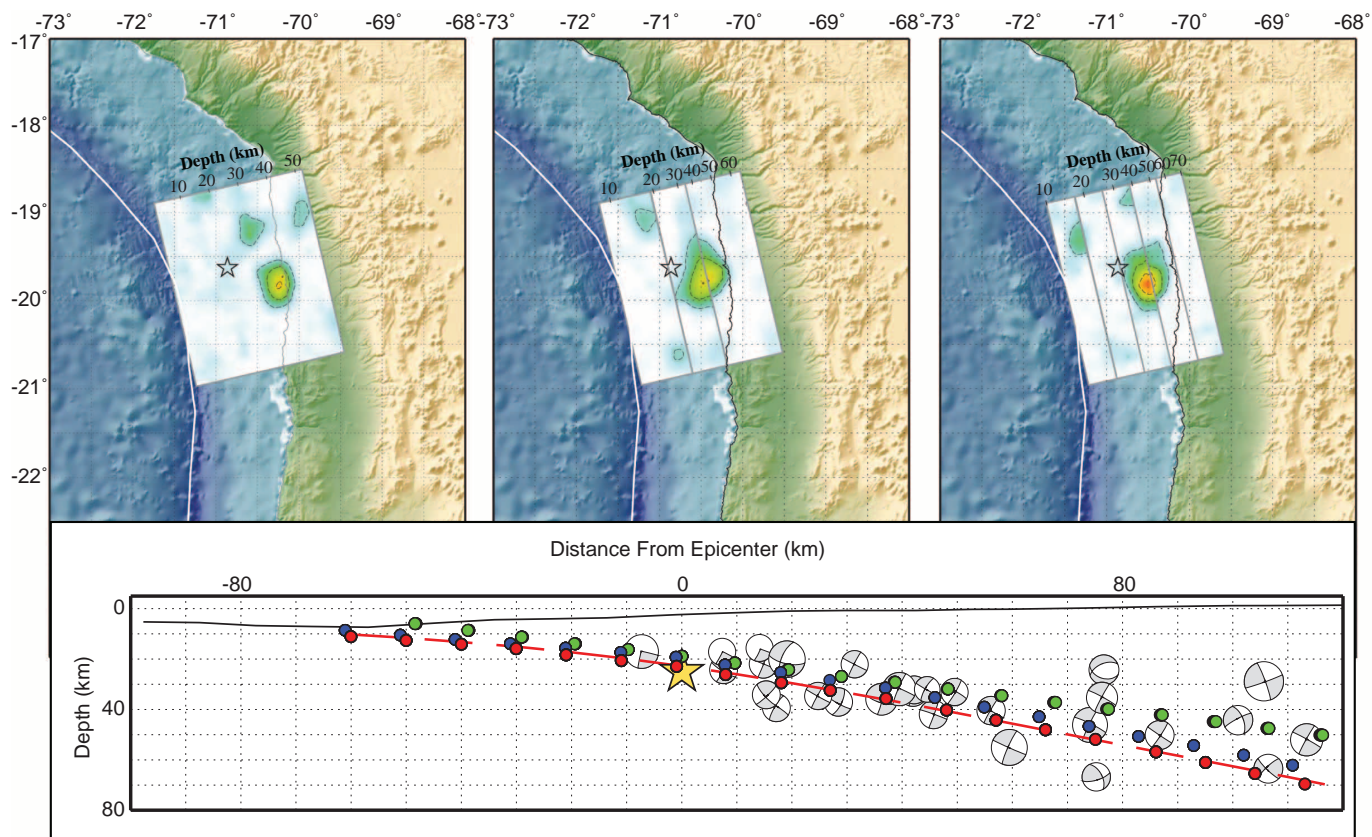 -73˚ -72˚ -71˚ -70˚ -69˚ -68˚ -73˚ -72˚ -71˚ -70˚ -69˚ -68˚ -73˚ -72˚ -71˚ -70˚ -69˚ -68˚
-17˚
-18˚
-19˚
-20˚
-21˚
-22˚
Depth (km)
10 20 30 40 50
Depth (km)
10 20 30 40 50 60
Depth (km)
10 20 30 40 50 60 70
Distance From Epicenter (km)
-80 0 80
0
40
80
Depth (km)